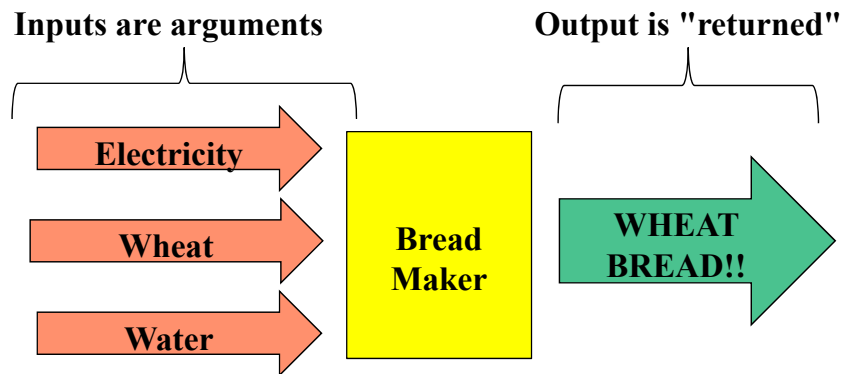 Inputs are arguments
Output is "returned"
Electricity
Wheat
Water
Bread
Maker
WHEAT
BREAD!!